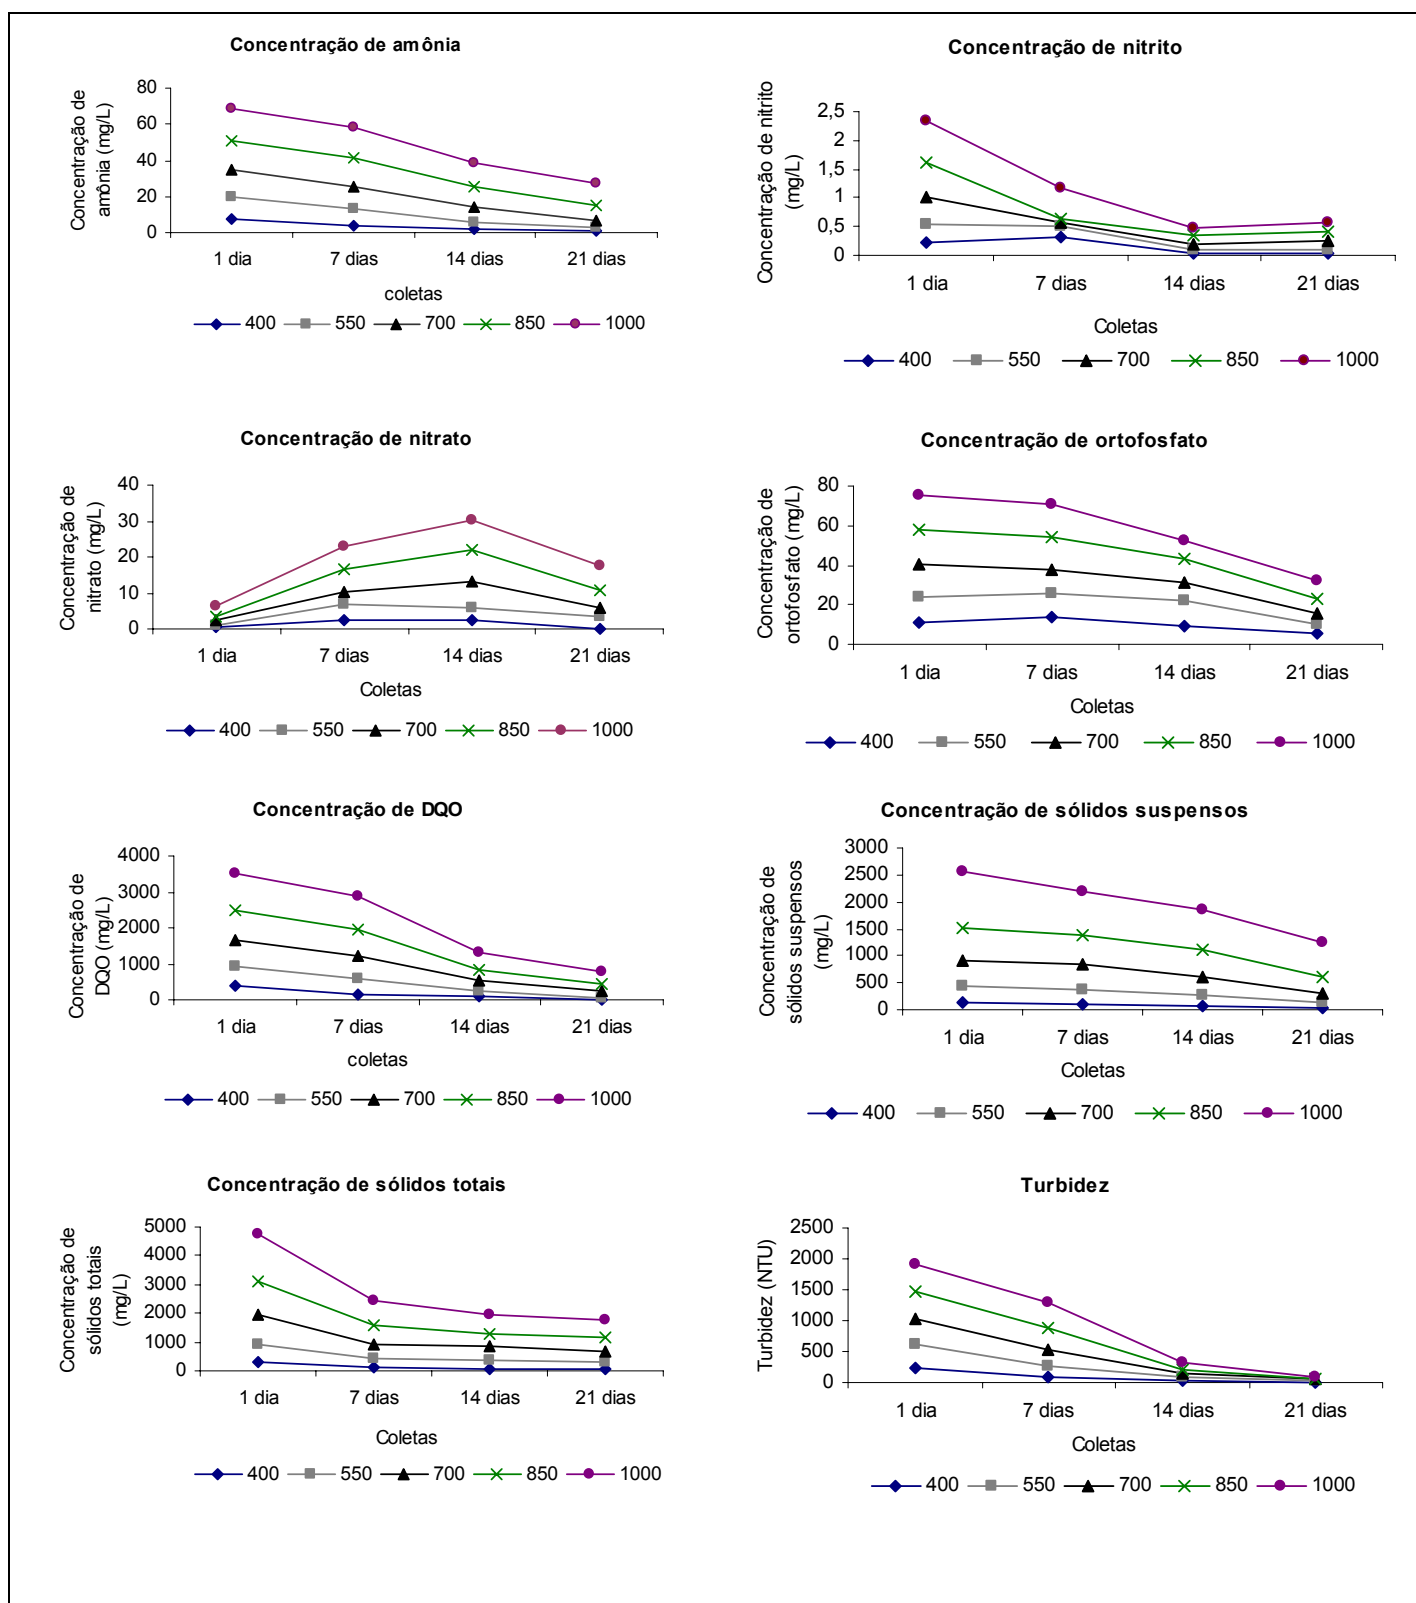 Concentração de amônia
Concentração de
amônia (mg/L)
80
60
40
20
0
1 dia 7 dias 14 dias 21 dias
coletas
400 550 700 850 1000
Concentração de nitrito
Concentração de nitrito
(mg/L)
2,5
2
1,5
1
0,5
0
1 dia 7 dias 14 dias 21 dias
Coletas
400 550 700 850 1000
Concentração de nitrato
Concentração de
nitrato (mg/L)
40
30
20
10
0
1 dia 7 dias 14 dias 21 dias
Coletas
400 550 700 850 1000
Concentração de ortofosfato
Concentração de
ortofosfato (mg/L)
80
60
40
20
0
1 dia 7 dias 14 dias 21 dias
Coletas
400 550 700 850 1000
Concentração de DQO
Concentração de
DQO (mg/L)
4000
3000
2000
1000
0
1 dia 7 dias 14 dias 21 dias
coletas
400 550 700 850 1000
Concentração de sólidos suspensos
Concentração de
sólidos suspensos
(mg/L)
3000
2500
2000
1500
1000
500
0
1 dia 7 dias 14 dias 21 dias
Coletas
400 550 700 850 1000
Concentração de sólidos totais
Concentração de
sólidos totais
(mg/L)
5000
4000
3000
2000
1000
0
1 dia 7 dias 14 dias 21 dias
Coletas
400 550 700 850 1000
Turbidez
Turbidez (NTU)
2500
2000
1500
1000
500
0
1 dia 7 dias 14 dias 21 dias
Coletas
400 550 700 850 1000